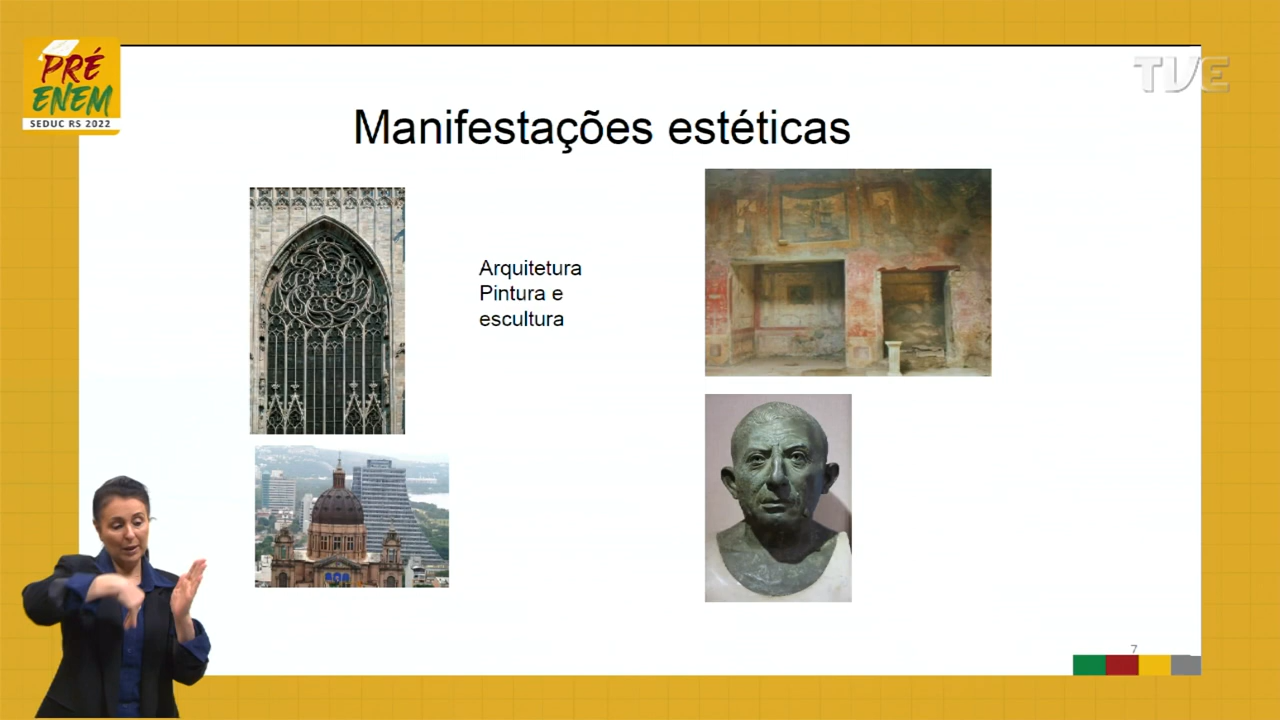 PRÉ
ENEM
SEDUC RS 2022
TVE
Manifestações estéticas
Arquitetura
Pintura e
escultura
7